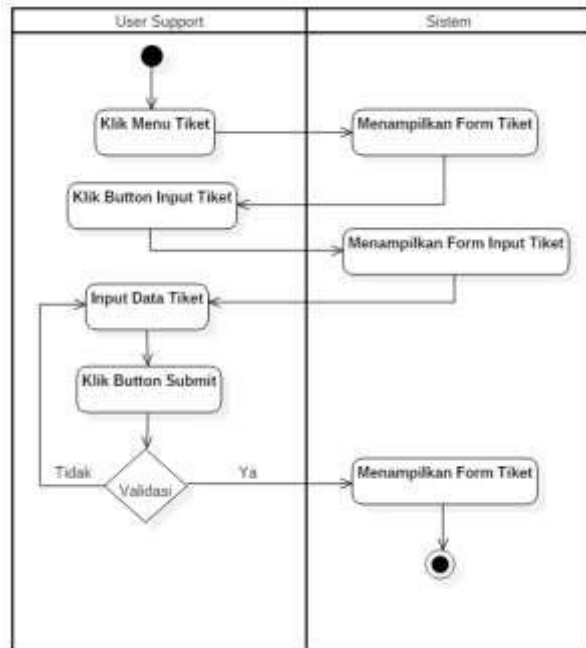 User Support
Sistem
Klik Menu Tiket
Menampilkan Form Tiket
Klik Button Input Tiket
Menampilkan Form Input Tiket
Input Data Tiket
Klik Button Submit
Tidak
Validasi
Ya
Menampilkan Form Tiket